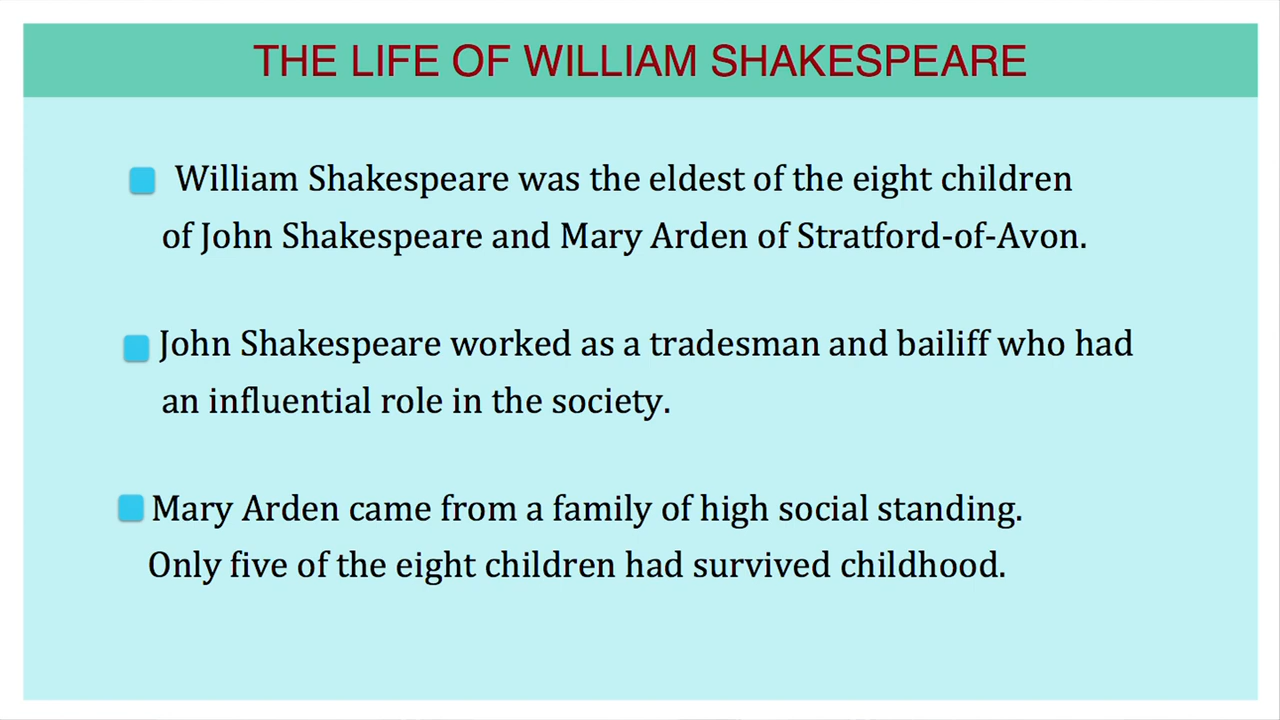 THE LIFE OF WILLIAM SHAKESPEARE
William Shakespeare was the eldest of the eight children
of John Shakespeare and Mary Arden of Stratford-of-Avon.
John Shakespeare worked as a tradesman and bailiff who had
an influential role in the society.
Mary Arden came from a family of high social standing.
Only five of the eight children had survived childhood.